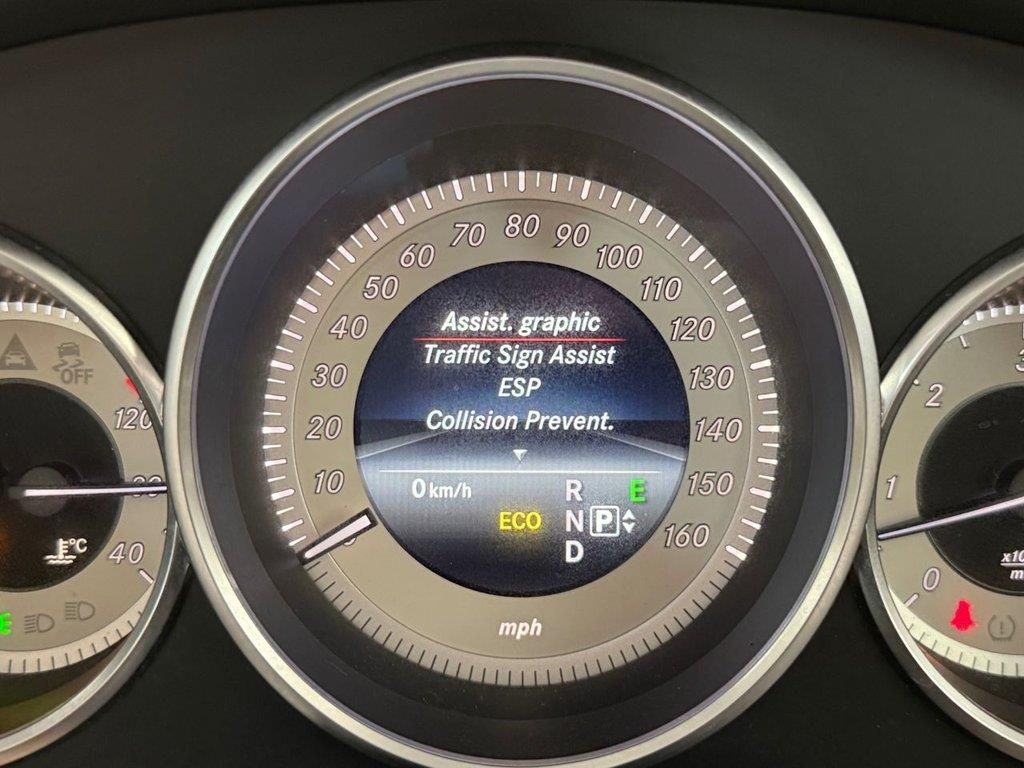 Assist. graphic
Traffic Sign Assist
ESP
Collision Prevent.
0 km/h
R
E
ECO
N
P
D
10
20
30
40
50
60
70
80
90
100
110
120
130
140
150
160
mph
OFF
120
40
°C
0
1
2